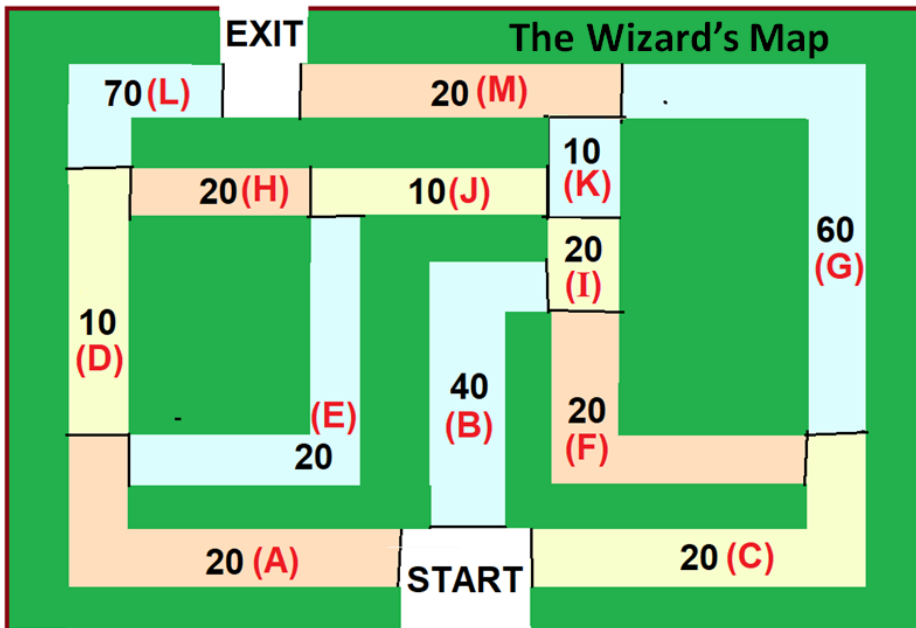 EXIT
The Wizard's Map
70 (L)
20 (M)
10
(K)
20 (H)
10 (J)
20
(I)
60
(G)
10
(D)
40
(B)
20
(F)
(E)
20
20 (A)
START
20 (C)